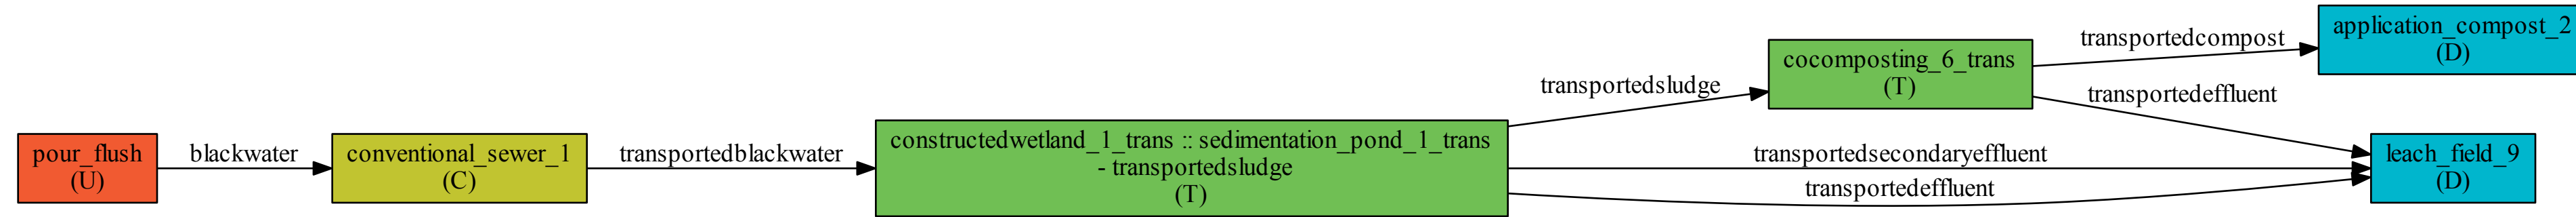 pour_flush
(U)
blackwater
conventional_sewer_1
(C)
transportedblackwater
constructedwetland_1_trans :: sedimentation_pond_1_trans
- transportedsludge
(T)
transportedsludge
cocomposting_6_trans
(T)
transportedcompost
application_compost_2
(D)
transportedeffluent
transportedsecondaryeffluent
transportedeffluent
leach_field_9
(D)